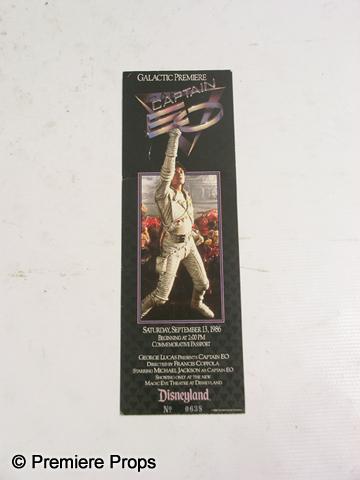 GALACTIC PREMIERE
CAPTAIN
EO
SATURDAY, SEPTEMBER 13, 1986
BEGINNING AT 2:00 PM
COMMEMORATIVE PASSPORT
GEORGE LUCAS PRESENTS CAPTAIN EO
DIRECTED BY FRANCIS COPPOLA
STARRING MICHAEL JACKSON AS CAPTAIN EO
SHOWING ONLY AT THE NEW
MAGIC EYE THEATER AT DISNEYLAND.
Disneyland
Nº 0638
© Premiere Props